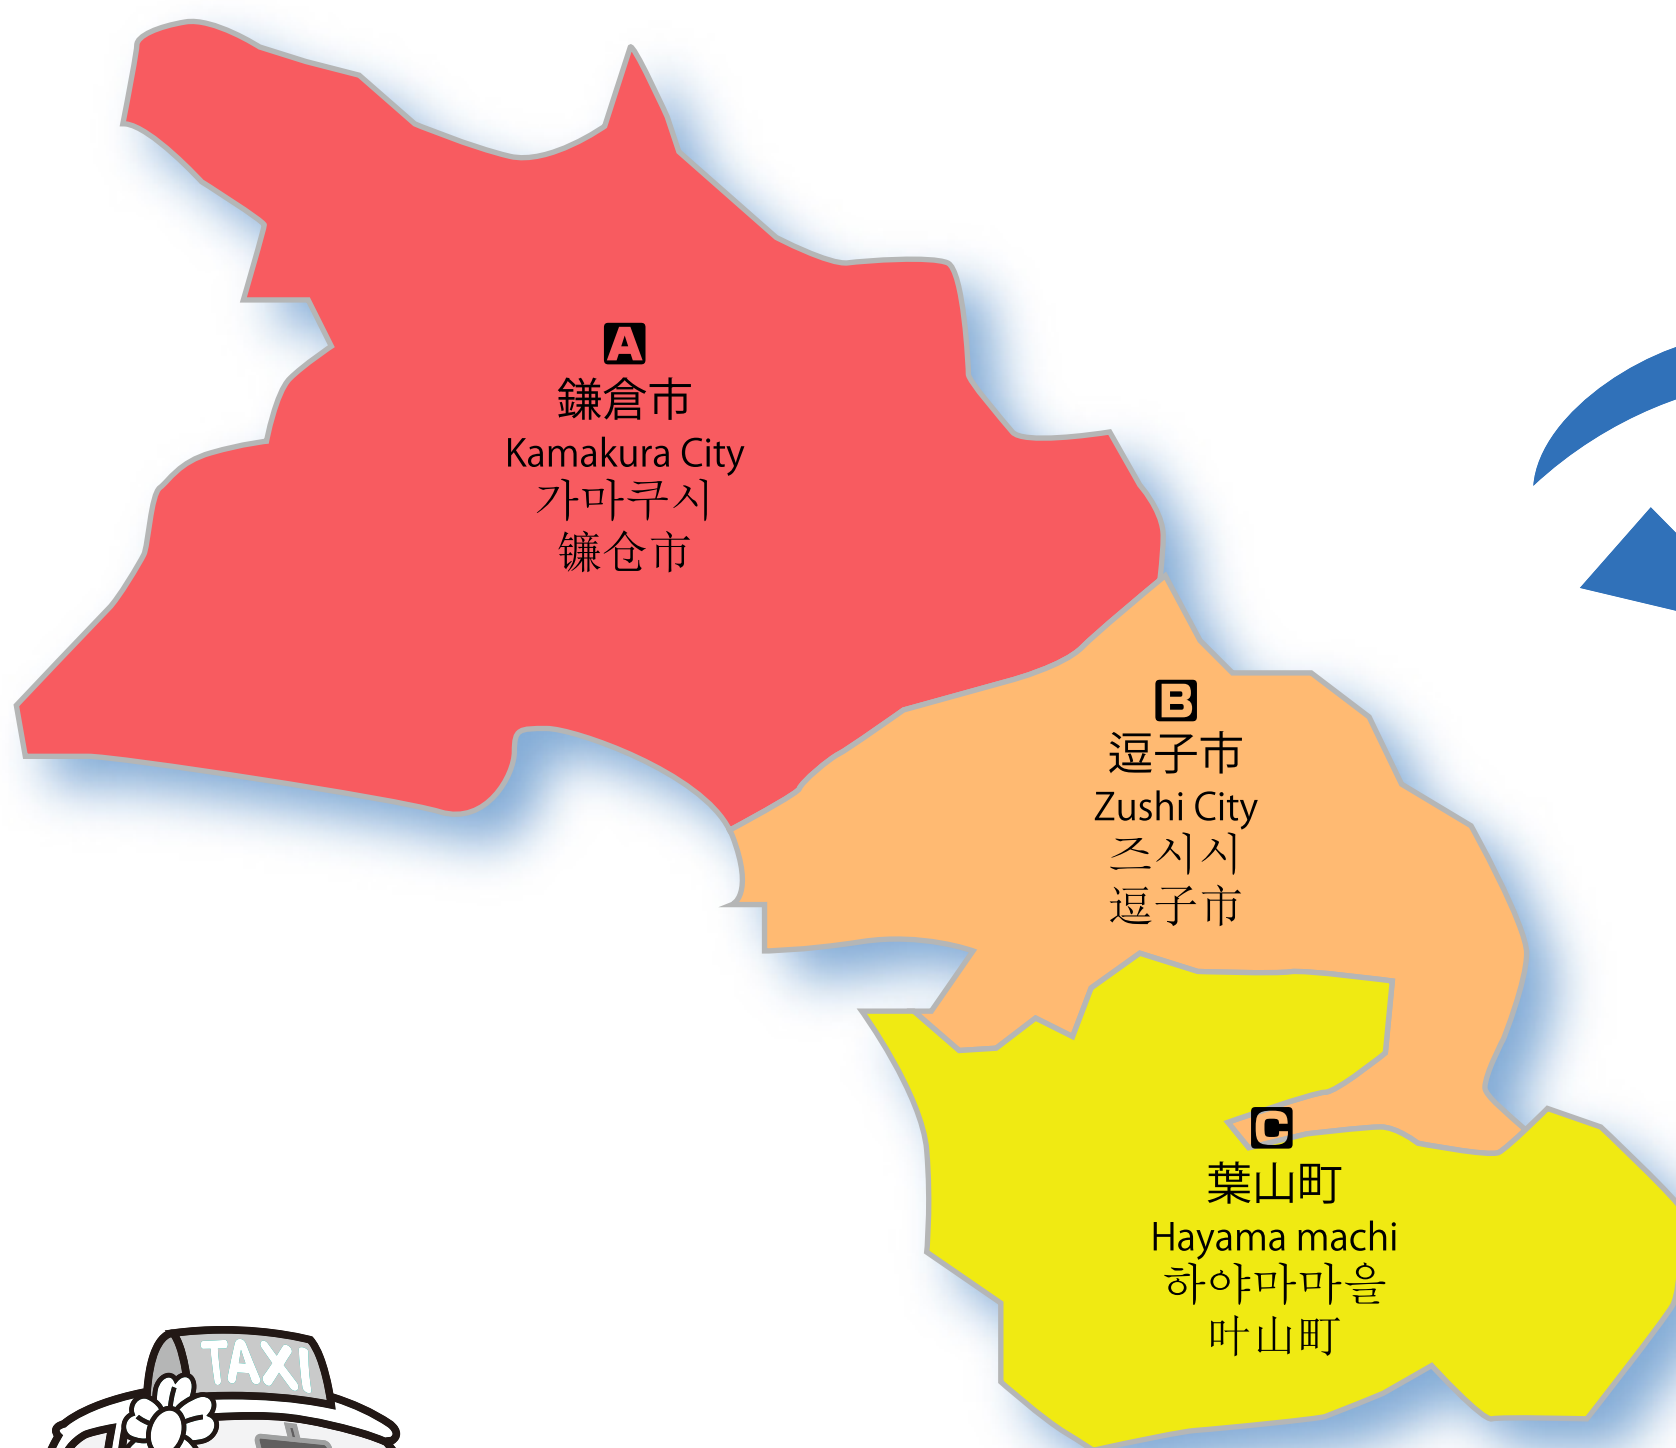 A
鎌倉市
Kamakura City
가마쿠시
镰仓市
B
逗子市
Zushi City
즈시시
逗子市
C
葉山町
Hayama machi
하야마마을
叶山町
TAXI